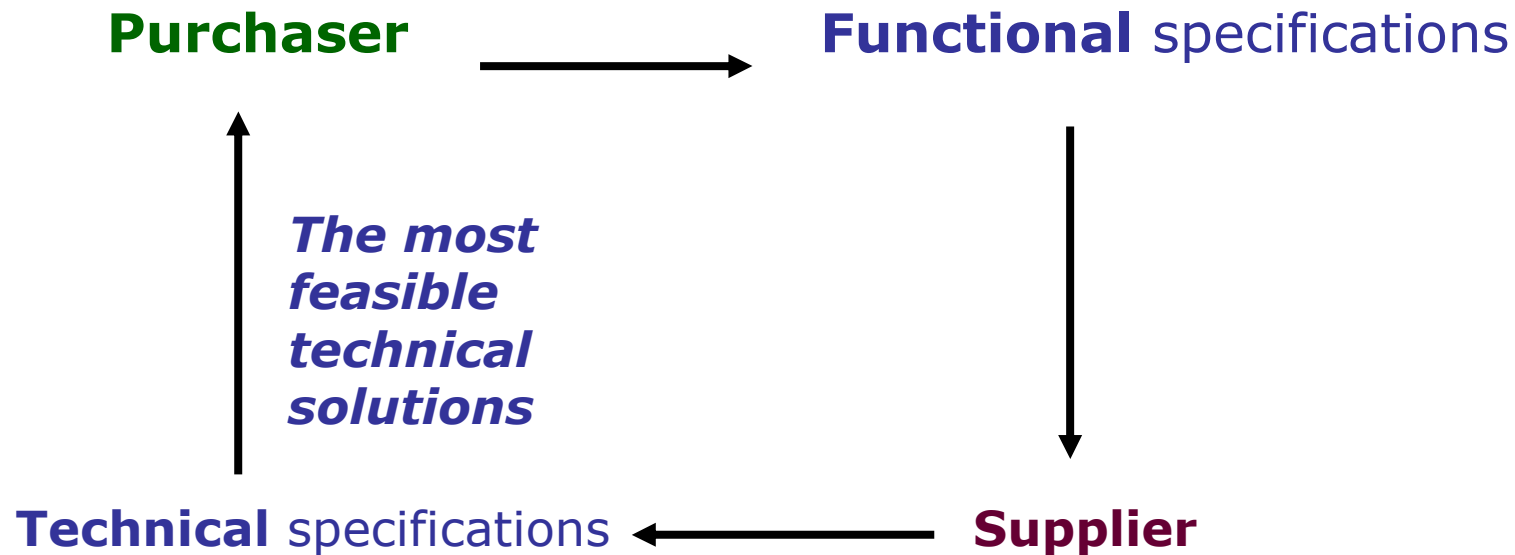 Purchaser
Functional specifications
The most
feasible
technical
solutions
Technical specifications
Supplier